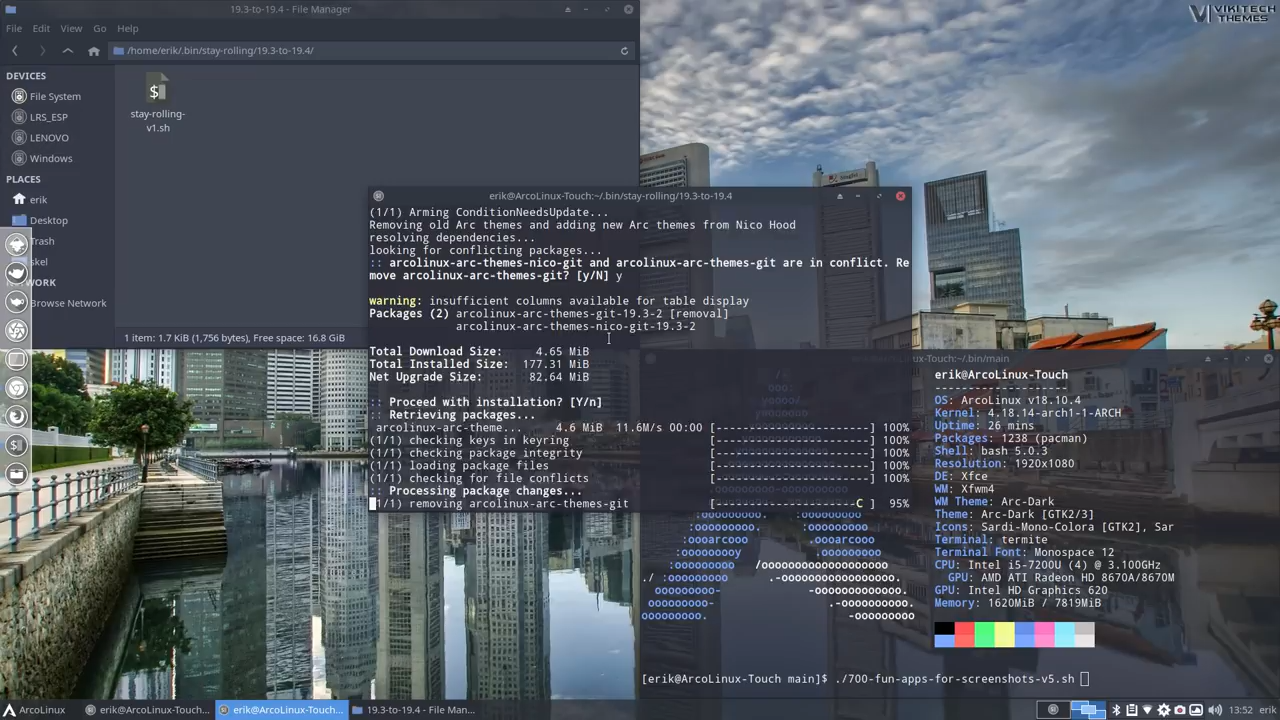 19.3-to-19.4 - File Manager
VIKITECH
THEMES
File Edit View Go Help
/home/erik/.bin/stay-rolling/19.3-to-19.4/
DEVICES
File System
LRS_ESP
LENOVO
Windows
PLACES
erik
Desktop
Trash
skel
WORK
Browse Network
$
stay-rolling-
v1.sh
1 item: 1.7 KiB (1,756 bytes), Free space: 16.8 GiB
erik@ArcoLinux-Touch:~/.bin/stay-rolling/19.3-to-19.4
(1/1) Arming ConditionNeedsUpdate...
Removing old Arc themes and adding new Arc themes from Nico Hood
resolving dependencies...
looking for conflicting packages...
:: arcolinux-arc-themes-nico-git and arcolinux-arc-themes-git are in conflict. Re
move arcolinux-arc-themes-git? [y/N] y
warning: insufficient columns available for table display
Packages (2) arcolinux-arc-themes-git-19.3-2 [removal]
arcolinux-arc-themes-nico-git-19.3-2
Total Download Size: 4.65 MiB
Total Installed Size: 177.31 MiB
Net Upgrade Size: 82.64 MiB
:: Proceed with installation? [Y/n]
:: Retrieving packages...
arcolinux-arc-theme... 4.6 MiB 11.6M/s 00:00 [----------------------] 100%
(1/1) checking keys in keyring [----------------------] 100%
(1/1) checking package integrity [----------------------] 100%
(1/1) loading package files [----------------------] 100%
(1/1) checking for file conflicts [----------------------] 100%
:: Processing package changes...
1/1) removing arcolinux-arc-themes-git [--------------------C ] 95%
-Touch:~/.bin/main
erik@ArcoLinux-Touch
--------------------
OS: ArcoLinux v18.10.4
Kernel: 4.18.14-arch1-1-ARCH
Uptime: 26 mins
Packages: 1238 (pacman)
Shell: bash 5.0.3
Resolution: 1920x1080
DE: Xfce
WM: Xfwm4
WM Theme: Arc-Dark
Theme: Arc-Dark [GTK2/3]
Icons: Sardi-Mono-Colora [GTK2], Sar
Terminal: termite
Terminal Font: Monospace 12
CPU: Intel i5-7200U (4) @ 3.100GHz
GPU: AMD ATI Radeon HD 8670A/8670M
GPU: Intel HD Graphics 620
Memory: 1620MiB / 7819MiB
[erik@ArcoLinux-Touch main]$ ./700-fun-apps-for-screenshots-v5.sh
ArcoLinux
erik@ArcoLinux-Touch...
erik@ArcoLinux-Touch...
19.3-to-19.4 - File Man...
13:52 erik